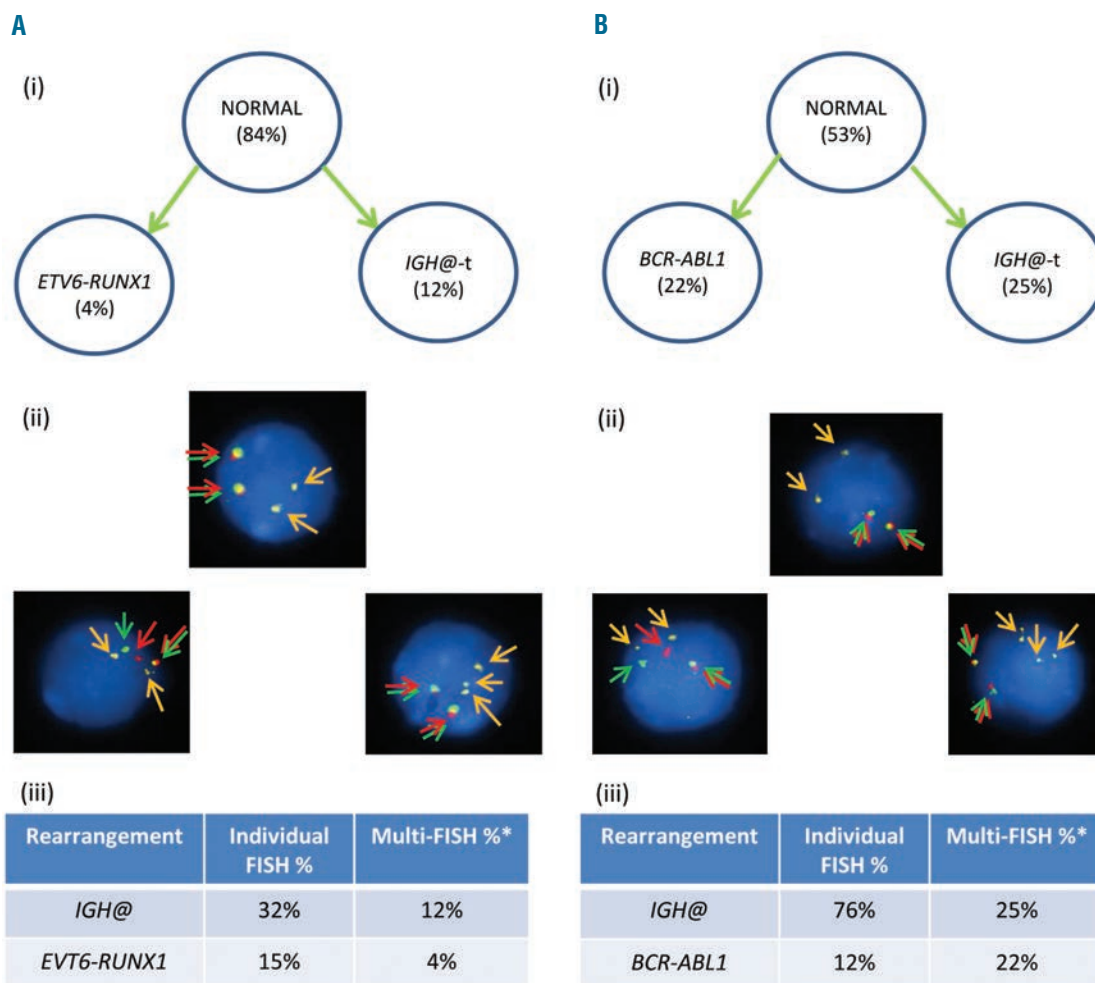 A
(i)
NORMAL
(84%)
ETV6-RUNX1
(4%)
IGH@-t
(12%)
(ii)
(iii)
Rearrangement Individual FISH % Multi-FISH %*
IGH@ 32% 12%
EVT6-RUNX1 15% 4%
B
(i)
NORMAL
(53%)
BCR-ABL1
(22%)
IGH@-t
(25%)
(ii)
(iii)
Rearrangement Individual FISH % Multi-FISH %*
IGH@ 76% 25%
BCR-ABL1 12% 22%